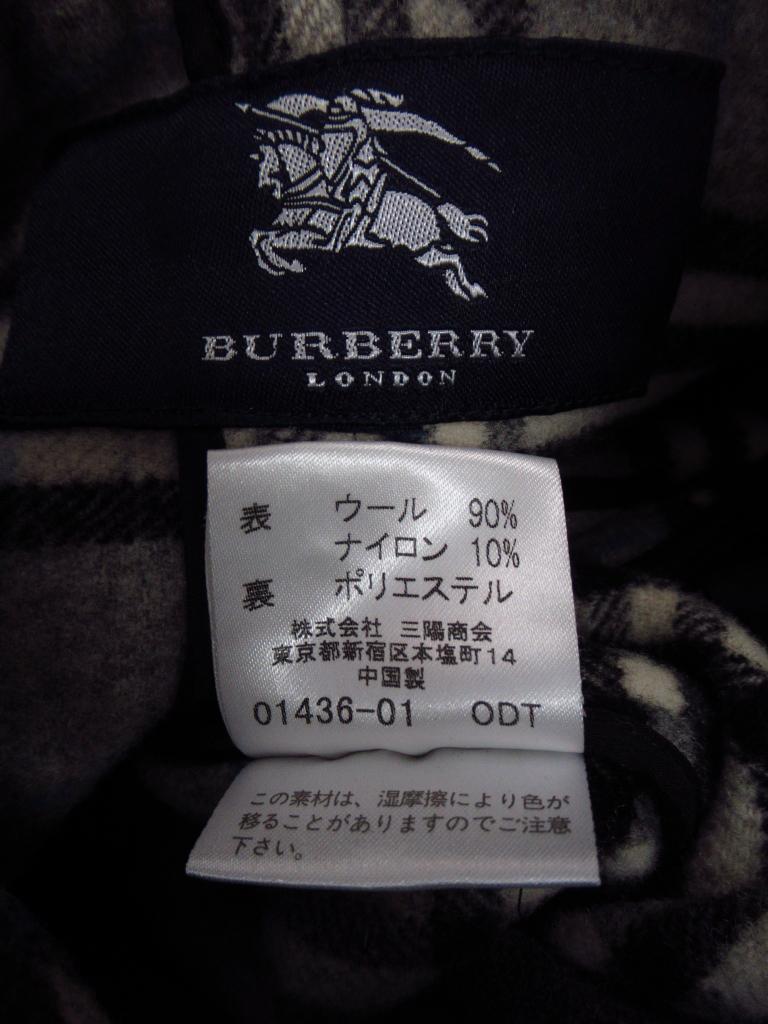 BURBERRY
LONDON
表 ウール 90%
ナイロン 10%
裏 ポリエステル
株式会社 三陽商会
東京都新宿区本塩町14
中国製
01436-01 ODT
この素材は、湿摩擦により色が
移ることがありますのでご注意
下さい。